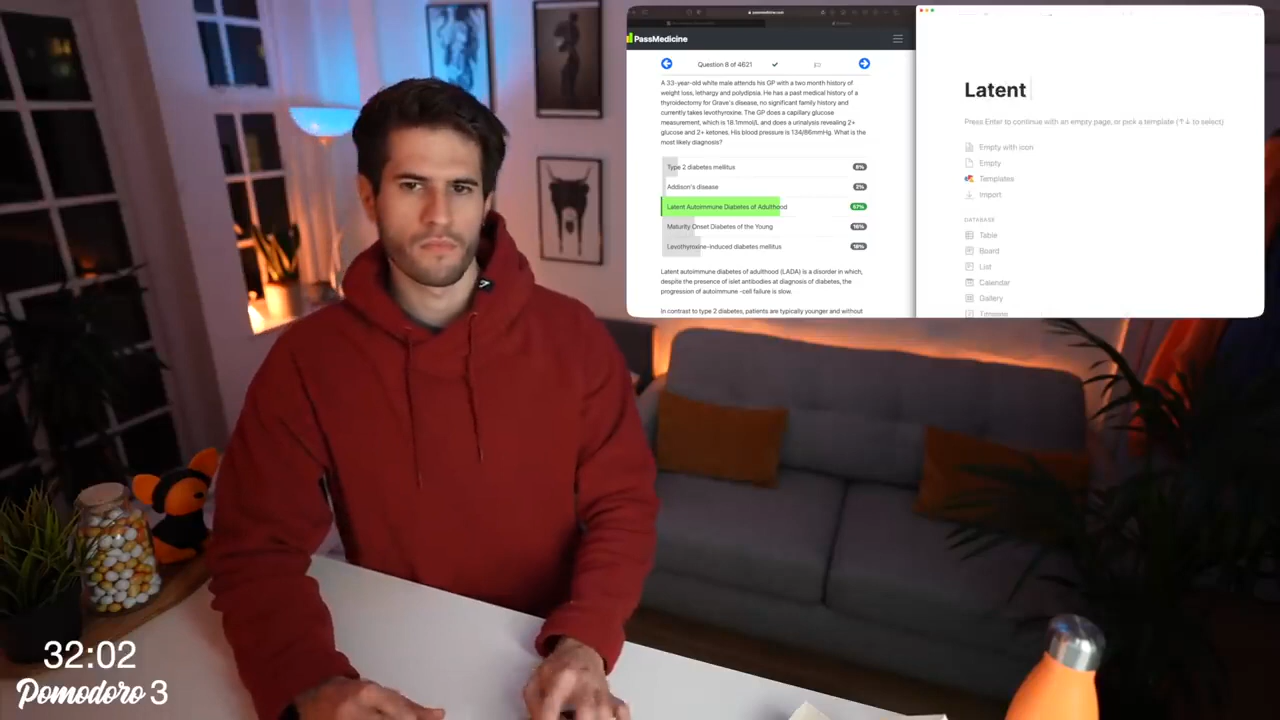 PassMedicine
Question 8 of 4621
A 33-year-old white male attends his GP with a two month history of
weight loss, lethargy and polydipsia. He has a past medical history of a
thyroidectomy for Grave's disease, no significant family history and
currently takes levothyroxine. The GP does a capillary glucose
measurement, which is 18.1mmol/l, and does a urinalysis revealing 2+
glucose and 2+ ketones. His blood pressure is 134/86mmHg. What is the
most likely diagnosis?
Type 2 diabetes mellitus 8%
Addison's disease 2%
Latent Autoimmune Diabetes of Adulthood 57%
Maturity Onset Diabetes of the Young 16%
Levothyroxine-induced diabetes mellitus 18%
Latent autoimmune diabetes of adulthood (LADA) is a disorder in which,
despite the presence of islet antibodies at diagnosis of diabetes, the
progression of autoimmune -cell failure is slow.
In contrast to type 2 diabetes, patients are typically younger and without
Latent
Press Enter to continue with an empty page, or pick a template (↑↓ to select)
Empty with icon
Empty
Templates
Import
DATABASE
Table
Board
List
Calendar
Gallery
Timeline
32:02
Pomodoro 3